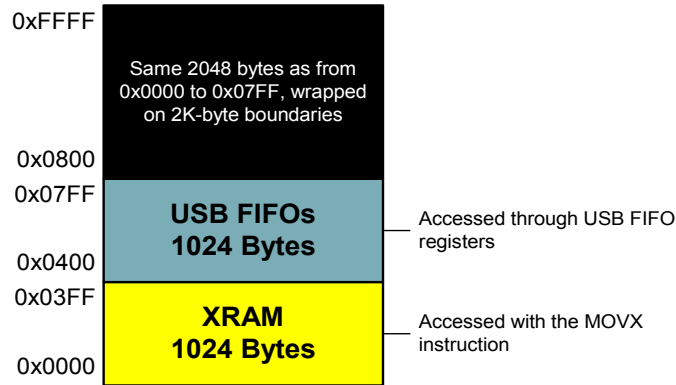 0xFFFF
Same 2048 bytes as from
0x0000 to 0x07FF, wrapped
on 2K-byte boundaries
0x0800
0x07FF
USB FIFOs
1024 Bytes
Accessed through USB FIFO
registers
0x0400
0x03FF
XRAM
1024 Bytes
Accessed with the MOVX
instruction
0x0000